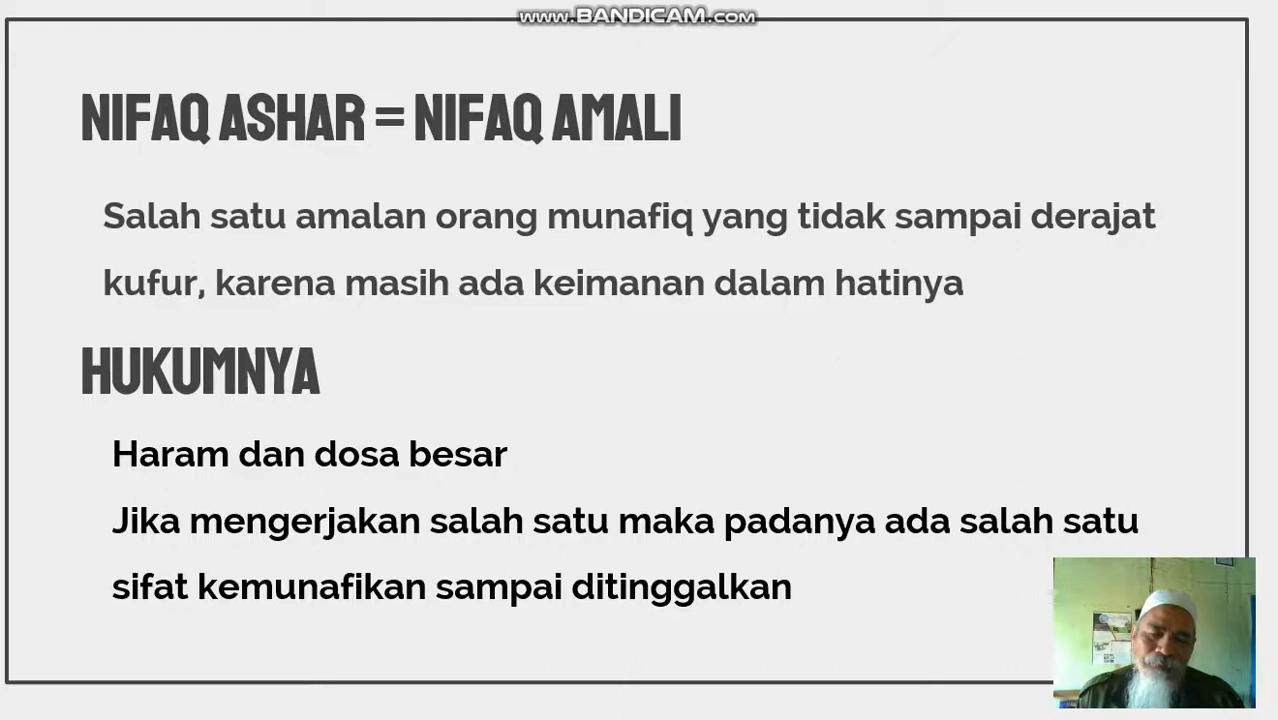 WWW.BANDICAM.COM
NIFAQ ASHAR = NIFAQ AMALI
Salah satu amalan orang munafiq yang tidak sampai derajat
kufur, karena masih ada keimanan dalam hatinya
HUKUMNYA
Haram dan dosa besar
Jika mengerjakan salah satu maka padanya ada salah satu
sifat kemunafikan sampai ditinggalkan